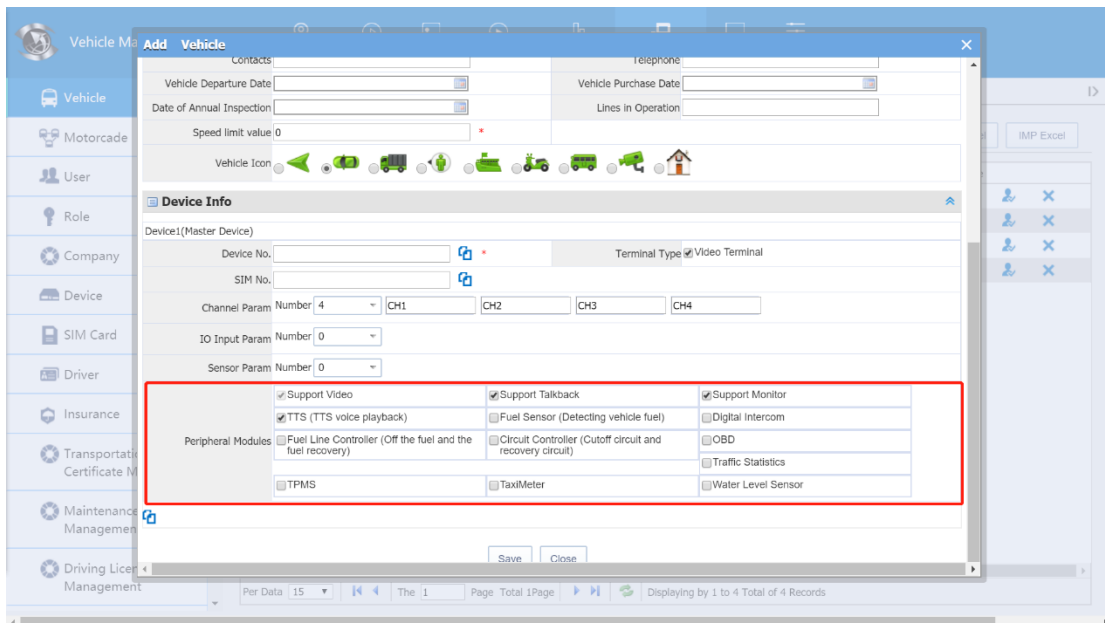 Vehicle Ma
Add Vehicle
Contacts
Telephone
Vehicle Departure Date
Vehicle Purchase Date
Vehicle
Date of Annual Inspection
Lines in Operation
Motorcade
Speed limit value 0 *
IMP Excel
Vehicle Icon
User
Device Info
Role
Device1(Master Device)
Company
Device No. *
Terminal Type Video Terminal
SIM No.
Device
Channel Param Number 4 CH1 CH2 CH3 CH4
SIM Card
IO Input Param Number 0
Driver
Sensor Param Number 0
Support Video
Support Talkback
Support Monitor
Insurance
TTS (TTS voice playback)
Fuel Sensor (Detecting vehicle fuel)
Digital Intercom
Peripheral Modules
Fuel Line Controller (Off the fuel and the
fuel recovery)
Circuit Controller (Cutoff circuit and
recovery circuit)
OBD
Transportati
Certificate M
Traffic Statistics
TPMS
TaxiMeter
Water Level Sensor
Maintenance
Managemen
Save
Close
Driving Licer
Management
Per Data 15 The 1 Page Total 1Page Displaying by 1 to 4 Total of 4 Records